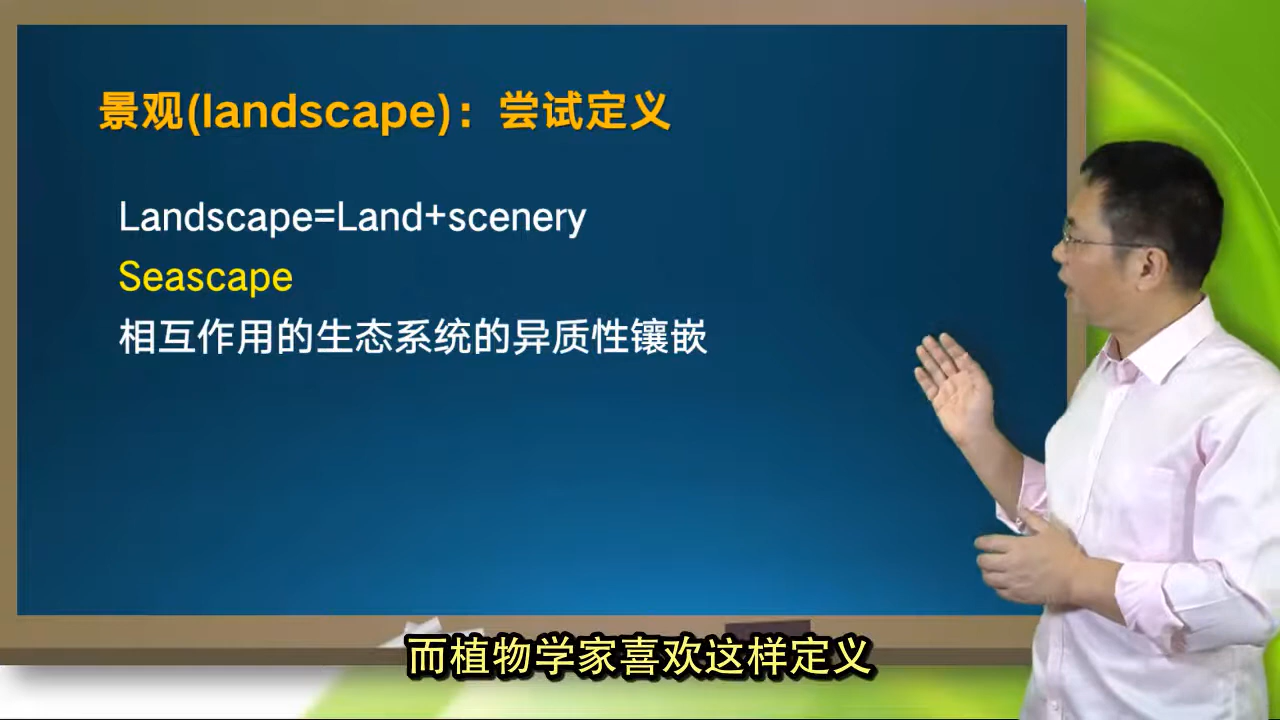 景观(landscape)：尝试定义
Landscape=Land+scenery
Seascape
相互作用的生态系统的异质性镶嵌
而植物学家喜欢这样定义